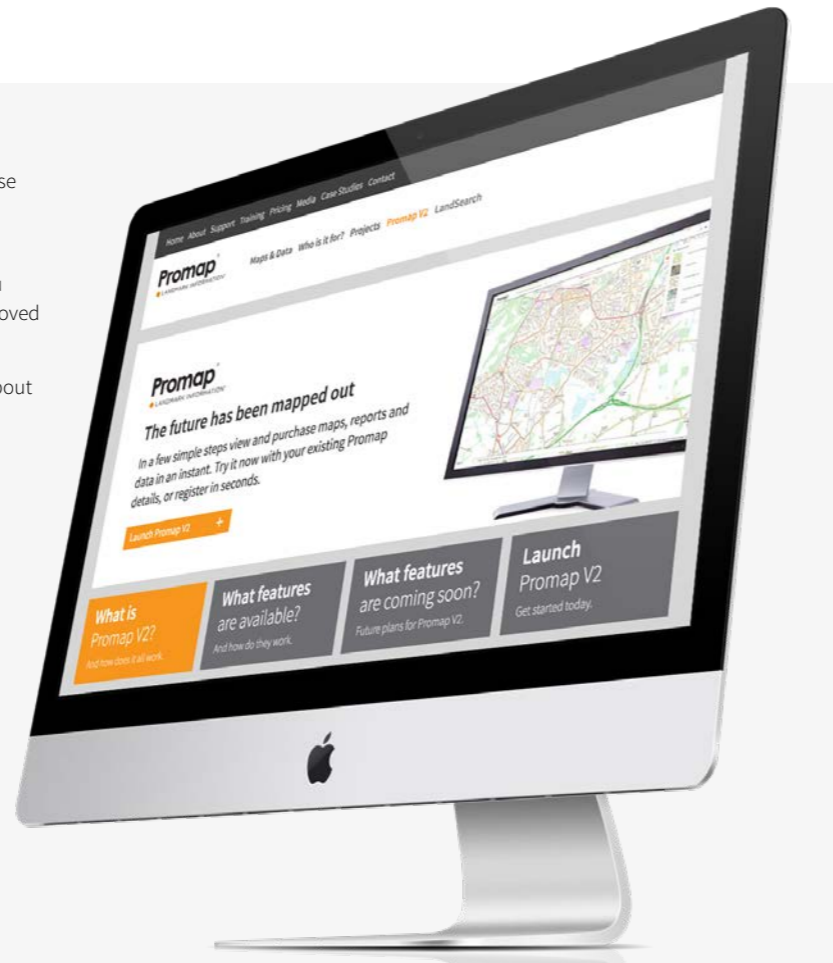 se
oved
bout
Home About Support Training Pricing Media Case Studies Contact
Promap
LANDMARK INFORMATION
Maps & Data Who is it for? Projects Promap V2 LandSearch
Promap
LANDMARK INFORMATION
The future has been mapped out
In a few simple steps view and purchase maps, reports and
data in an instant. Try it now with your existing Promap
details, or register in seconds.
Launch Promap V2 +
What is
Promap V2?
And how does it all work.
What features
are available?
And how do they work.
What features
are coming soon?
Future plans for Promap V2.
Launch
Promap V2
Get started today.